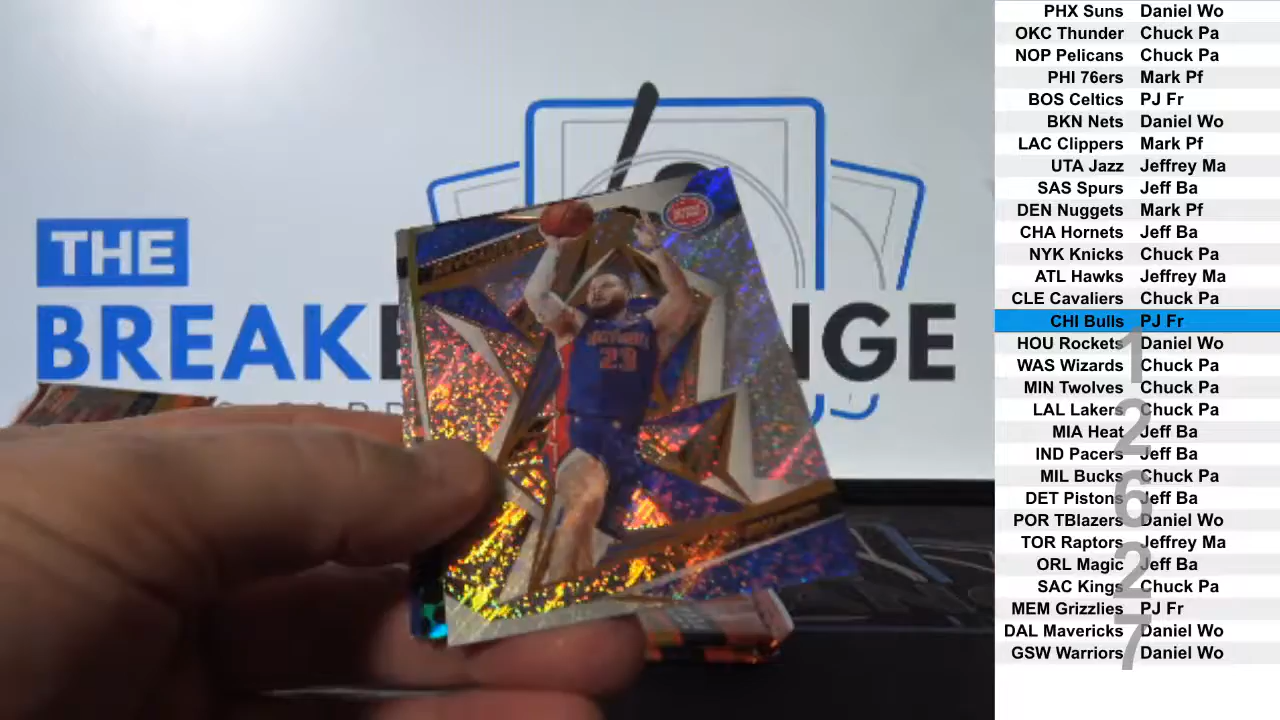 THE
BREAK
NGE
DETROIT
23
PHX Suns Daniel Wo
OKC Thunder Chuck Pa
NOP Pelicans Chuck Pa
PHI 76ers Mark Pf
BOS Celtics PJ Fr
BKN Nets Daniel Wo
LAC Clippers Mark Pf
UTA Jazz Jeffrey Ma
SAS Spurs Jeff Ba
DEN Nuggets Mark Pf
CHA Hornets Jeff Ba
NYK Knicks Chuck Pa
ATL Hawks Jeffrey Ma
CLE Cavaliers Chuck Pa
CHI Bulls PJ Fr
HOU Rockets Daniel Wo
WAS Wizards Chuck Pa
MIN Twolves Chuck Pa
LAL Lakers Chuck Pa
MIA Heat Jeff Ba
IND Pacers Jeff Ba
MIL Bucks Chuck Pa
DET Pistons Jeff Ba
POR TBlazers Daniel Wo
TOR Raptors Jeffrey Ma
ORL Magic Jeff Ba
SAC Kings Chuck Pa
MEM Grizzlies PJ Fr
DAL Mavericks Daniel Wo
GSW Warriors Daniel Wo
1
2
6
2
7